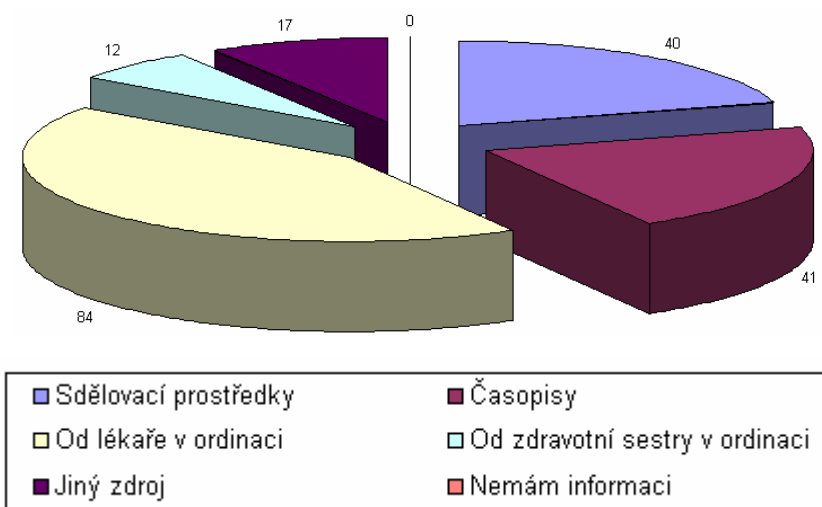 0
17
40
12
41
84
Sdělovací prostředky
Časopisy
Od lékaře v ordinaci
Od zdravotní sestry v ordinaci
Jiný zdroj
Nemám informaci